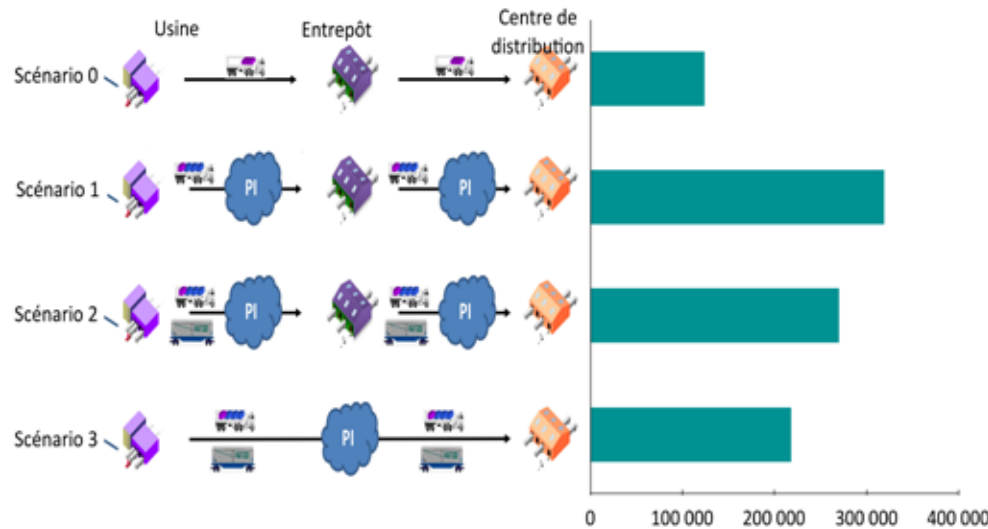 Usine
Entrepôt
Centre de
distribution
Scénario 0
Scénario 1
PI
PI
Scénario 2
PI
PI
Scénario 3
PI
0
100 000
200 000
300 000
400 000